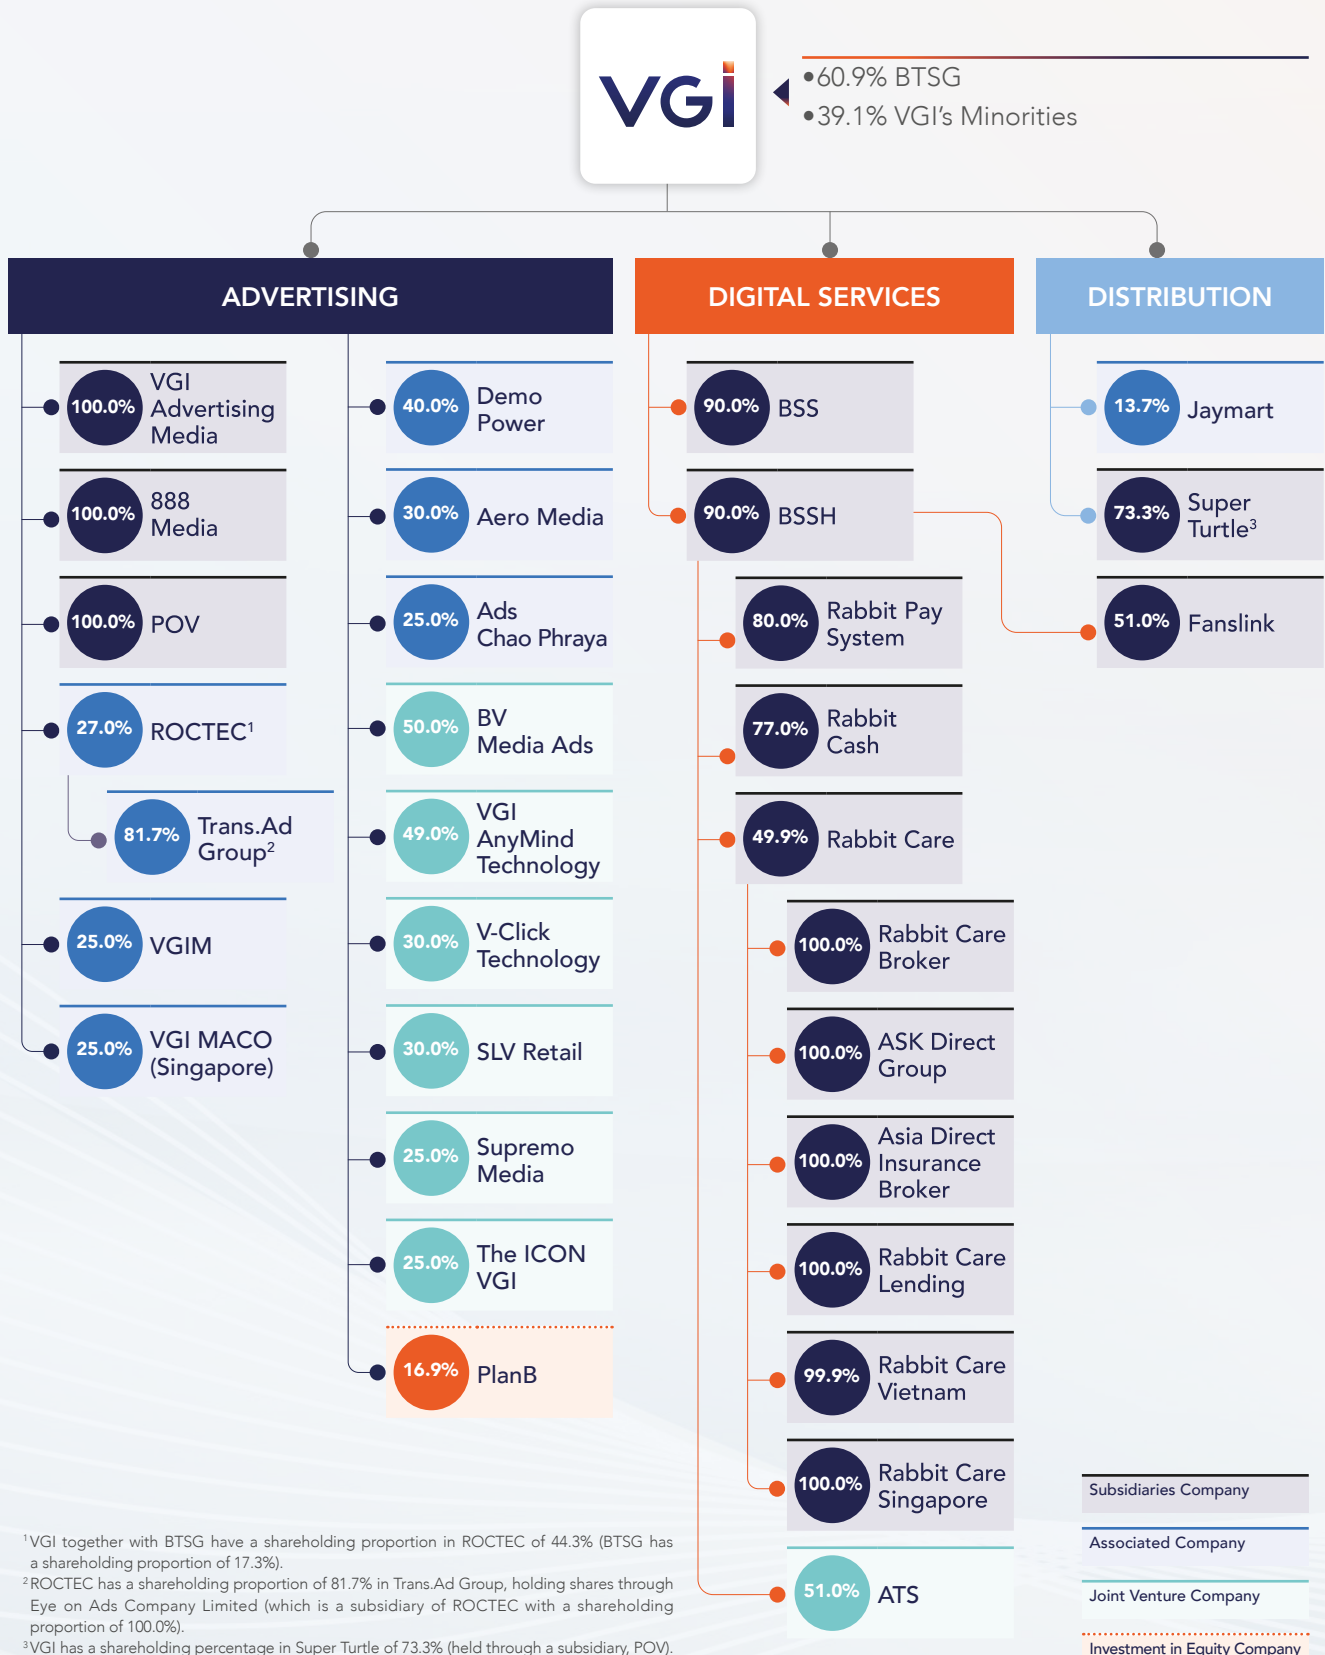 VGI
•60.9% BTSG
•39.1% VGI's Minorities
ADVERTISING
100.0%
VGI
Advertising
Media
100.0%
888
Media
100.0%
POV
27.0%
ROCTEC¹
81.7%
Trans.Ad
Group²
25.0%
VGIM
25.0%
VGI MACO
(Singapore)
40.0%
Demo
Power
30.0%
Aero Media
25.0%
Ads
Chao Phraya
50.0%
BV
Media Ads
49.0%
VGI
AnyMind
Technology
30.0%
V-Click
Technology
30.0%
SLV Retail
25.0%
Supremo
Media
25.0%
The ICON
VGI
16.9%
PlanB
DIGITAL SERVICES
90.0%
BSS
90.0%
BSSH
80.0%
Rabbit Pay
System
77.0%
Rabbit
Cash
49.9%
Rabbit Care
100.0%
Rabbit Care
Broker
100.0%
ASK Direct
Group
100.0%
Asia Direct
Insurance
Broker
100.0%
Rabbit Care
Lending
99.9%
Rabbit Care
Vietnam
100.0%
Rabbit Care
Singapore
51.0%
ATS
DISTRIBUTION
13.7%
Jaymart
73.3%
Super
Turtle³
51.0%
Fanslink
¹ VGI together with BTSG have a shareholding proportion in ROCTEC of 44.3% (BTSG has
a shareholding proportion of 17.3%).
² ROCTEC has a shareholding proportion of 81.7% in Trans.Ad Group, holding shares through
Eye on Ads Company Limited (which is a subsidiary of ROCTEC with a shareholding
proportion of 100.0%).
³ VGI has a shareholding percentage in Super Turtle of 73.3% (held through a subsidiary, POV).
Subsidiaries Company
Associated Company
Joint Venture Company
Investment in Equity Company